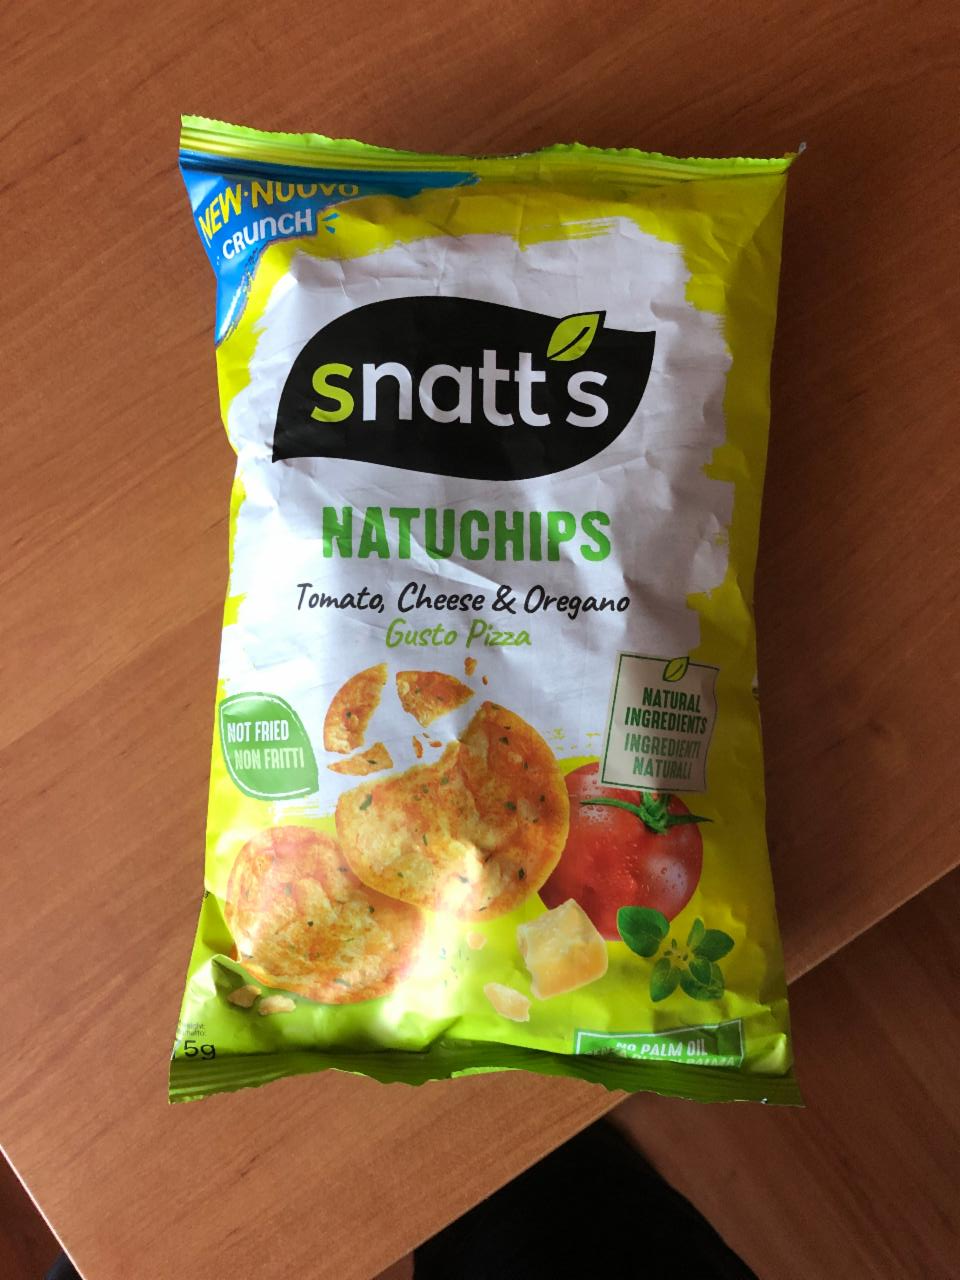 NEW·NUOVO
CRUNCH
snatt's
NATUCHIPS
Tomato, Cheese & Oregano
Gusto Pizza
NOT FRIED
NON FRITTI
NATURAL
INGREDIENTS
INGREDIENTI
NATURALI
5g
NO PALM OIL